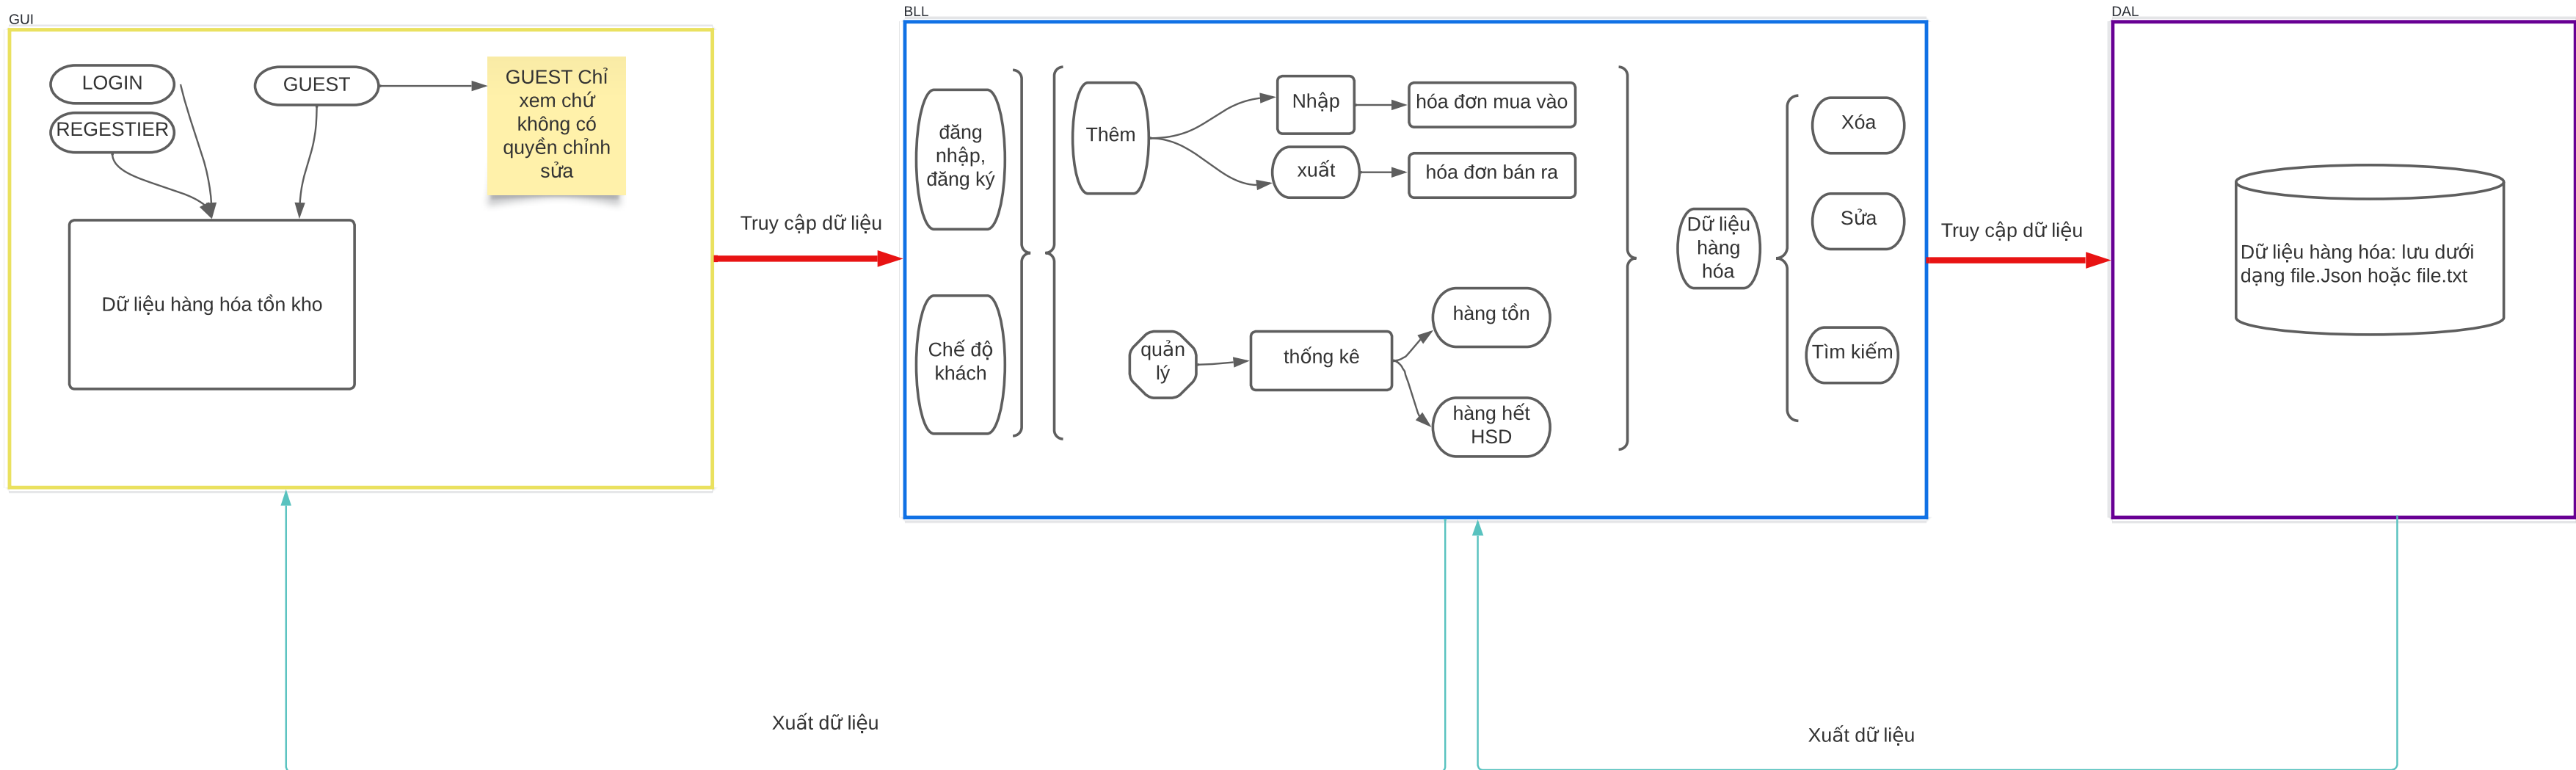 GUI
LOGIN
REGESTIER
GUEST
GUEST Chỉ
xem chứ
không có
quyền chỉnh
sửa
Dữ liệu hàng hóa tồn kho
Truy cập dữ liệu
BLL
đăng
nhập,
đăng ký
Chế độ
khách
Thêm
Nhập
hóa đơn mua vào
xuất
hóa đơn bán ra
quản
lý
thống kê
hàng tồn
hàng hết
HSD
Dữ liệu
hàng
hóa
Xóa
Sửa
Tìm kiếm
Truy cập dữ liệu
DAL
Dữ liệu hàng hóa: lưu dưới
dạng file.Json hoặc file.txt
Xuất dữ liệu
Xuất dữ liệu